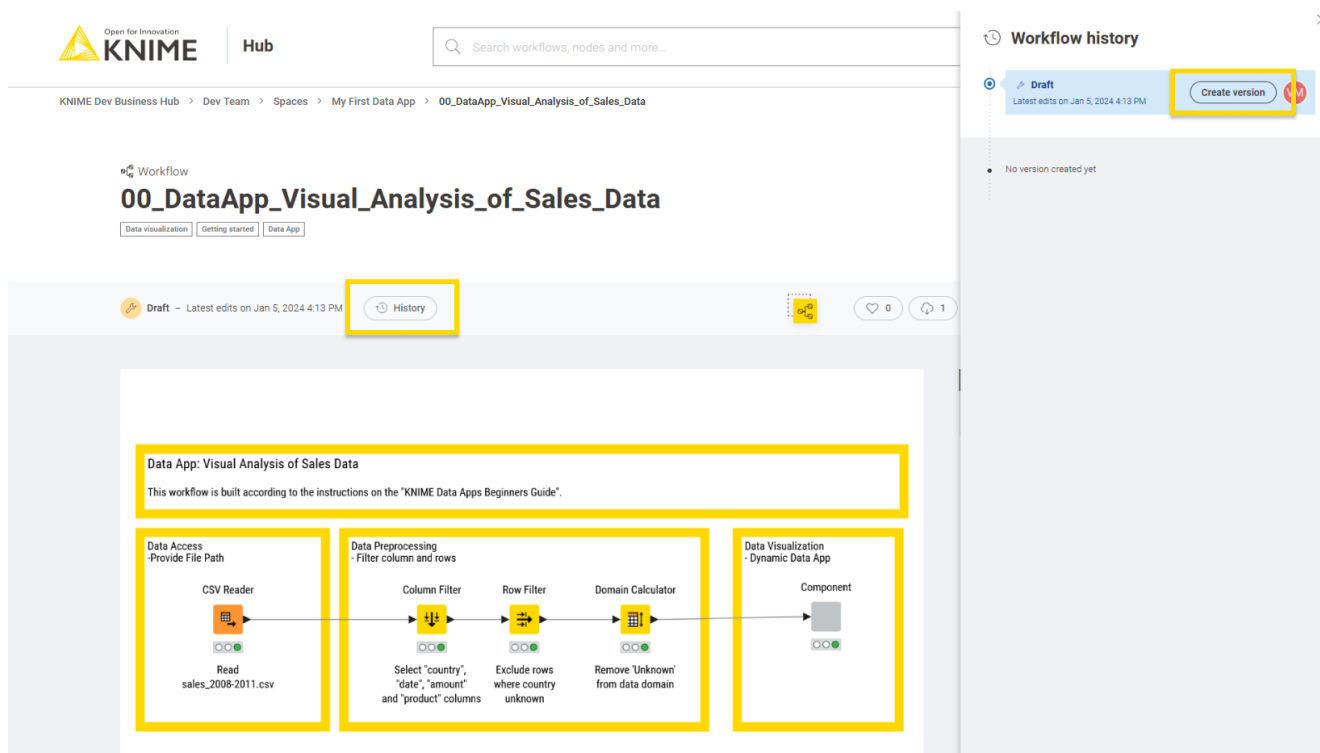 Open for Innovation
KNIME
Hub
Search workflows, nodes and more...
KNIME Dev Business Hub > Dev Team > Spaces > My First Data App > 00_DataApp_Visual_Analysis_of_Sales_Data
Workflow
00_DataApp_Visual_Analysis_of_Sales_Data
Data visualization
Getting started
Data App
Draft – Latest edits on Jan 5, 2024 4:13 PM
History
0
1
Data App: Visual Analysis of Sales Data
This workflow is built according to the instructions on the "KNIME Data Apps Beginners Guide".
Data Access
-Provide File Path
CSV Reader
Read
sales_2008-2011.csv
Data Preprocessing
- Filter column and rows
Column Filter
Select "country",
"date", "amount"
and "product" columns
Row Filter
Exclude rows
where country
unknown
Domain Calculator
Remove 'Unknown'
from data domain
Data Visualization
- Dynamic Data App
Component
Workflow history
Draft
Latest edits on Jan 5, 2024 4:13 PM
Create version
VM
No version created yet